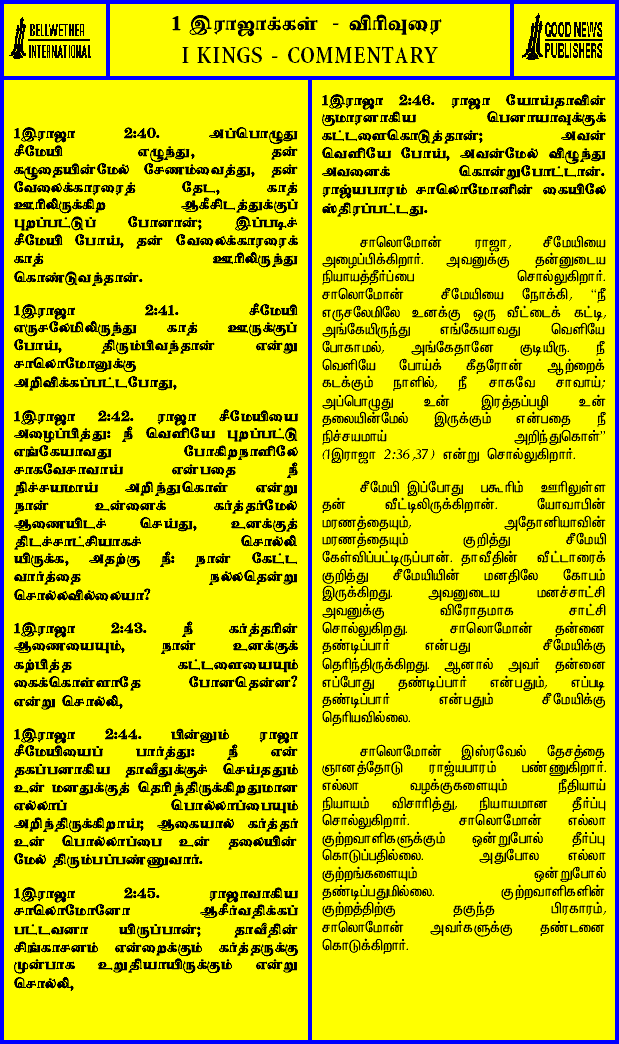 BELLWETHER
INTERNATIONAL
1 இராஜாக்கள் - விரிவுரை
I KINGS - COMMENTARY
GOOD NEWS
PUBLISHERS
1இராஜா 2:40. அப்பொழுது
சீமேயி எழுந்து, தன்
கழுதையின்மேல் சேணம்வைத்து, தன்
வேலைக்காரரைத் தேட, காத்
ஊரிலிருக்கிற ஆகீசிடத்துக்குப்
புறப்பட்டுப் போனான்; இப்படிச்
சீமேயி போய், தன் வேலைக்காரரைக்
காத் ஊரிலிருந்து
கொண்டுவந்தான்.
1இராஜா 2:41. சீமேயி
எருசலேமிலிருந்து காத் ஊருக்குப்
போய், திரும்பிவந்தான் என்று
சாலொமோனுக்கு
அறிவிக்கப்பட்டபோது,
1இராஜா 2:42. ராஜா சீமேயியை
அழைப்பித்து: நீ வெளியே புறப்பட்டு
எங்கேயாவது போகிறநாளிலே
சாகவேசாவாய் என்பதை நீ
நிச்சயமாய் அறிந்துகொள் என்று
நான் உன்னைக் கர்த்தர்மேல்
ஆணையிடச் செய்து, உனக்குத்
திடச்சாட்சியாகச் சொல்லி
யிருக்க, அதற்கு நீ: நான் கேட்ட
வார்த்தை நல்லதென்று
சொல்லவில்லையா?
1இராஜா 2:43. நீ கர்த்தரின்
ஆணையையும், நான் உனக்குக்
கற்பித்த கட்டளையையும்
கைக்கொள்ளாதே போனதென்ன?
என்று சொல்லி,
1இராஜா 2:44. பின்னும் ராஜா
சீமேயியைப் பார்த்து: நீ என்
தகப்பனாகிய தாவீதுக்குச் செய்ததும்
உன் மனதுக்குத் தெரிந்திருக்கிறதுமான
எல்லாப் பொல்லாப்பையும்
அறிந்திருக்கிறாய்; ஆகையால் கர்த்தர்
உன் பொல்லாப்பை உன் தலையின்
மேல் திரும்பப்பண்ணுவார்.
1இராஜா 2:45. ராஜாவாகிய
சாலொமோனோ ஆசீர்வதிக்கப்
பட்டவனா யிருப்பான்; தாவீதின்
சிங்காசனம் என்றைக்கும் கர்த்தருக்கு
முன்பாக உறுதியாயிருக்கும் என்று
சொல்லி,
1இராஜா 2:46. ராஜா யோய்தாவின்
குமாரனாகிய பெனாயாவுக்குக்
கட்டளைகொடுத்தான்; அவன்
வெளியே போய், அவன்மேல் விழுந்து
அவனைக் கொன்றுபோட்டான்.
ராஜ்யபாரம் சாலொமோனின் கையிலே
ஸ்திரப்பட்டது.
சாலொமோன் ராஜா, சீமேயியை
அழைப்பிக்கிறார். அவனுக்கு தன்னுடைய
நியாயத்தீர்ப்பை சொல்லுகிறார்.
சாலொமோன் சீமேயியை நோக்கி, “நீ
எருசலேமிலே உனக்கு ஒரு வீட்டைக் கட்டி,
அங்கேயிருந்து எங்கேயாவது வெளியே
போகாமல், அங்கேதானே குடியிரு. நீ
வெளியே போய்க் கீதரோன் ஆற்றைக்
கடக்கும் நாளில், நீ சாகவே சாவாய்;
அப்பொழுது உன் இரத்தப்பழி உன்
தலையின்மேல் இருக்கும் என்பதை நீ
நிச்சயமாய் அறிந்துகொள்”
(1இராஜா 2:36,37) என்று சொல்லுகிறார்.
சீமேயி இப்போது பகூரிம் ஊரிலுள்ள
தன் வீட்டிலிருக்கிறான். யோவாபின்
மரணத்தையும், அதோனியாவின்
மரணத்தையும் குறித்து சீமேயி
கேள்விப்பட்டிருப்பான். தாவீதின் வீட்டாரைக்
குறித்து சீமேயியின் மனதிலே கோபம்
இருக்கிறது. அவனுடைய மனச்சாட்சி
அவனுக்கு விரோதமாக சாட்சி
சொல்லுகிறது. சாலொமோன் தன்னை
தண்டிப்பார் என்பது சீமேயிக்கு
தெரிந்திருக்கிறது. ஆனால் அவர் தன்னை
எப்போது தண்டிப்பார் என்பதும், எப்படி
தண்டிப்பார் என்பதும் சீமேயிக்கு
தெரியவில்லை.
சாலொமோன் இஸ்ரவேல் தேசத்தை
ஞானத்தோடு ராஜ்யபாரம் பண்ணுகிறார்.
எல்லா வழக்குகளையும் நீதியாய்
நியாயம் விசாரித்து, நியாயமான தீர்ப்பு
சொல்லுகிறார். சாலொமோன் எல்லா
குற்றவாளிகளுக்கும் ஒன்றுபோல் தீர்ப்பு
கொடுப்பதில்லை. அதுபோல எல்லா
குற்றங்களையும் ஒன்றுபோல்
தண்டிப்பதுமில்லை. குற்றவாளிகளின்
குற்றத்திற்கு தகுந்த பிரகாரம்,
சாலொமோன் அவர்களுக்கு தண்டனை
கொடுக்கிறார்.